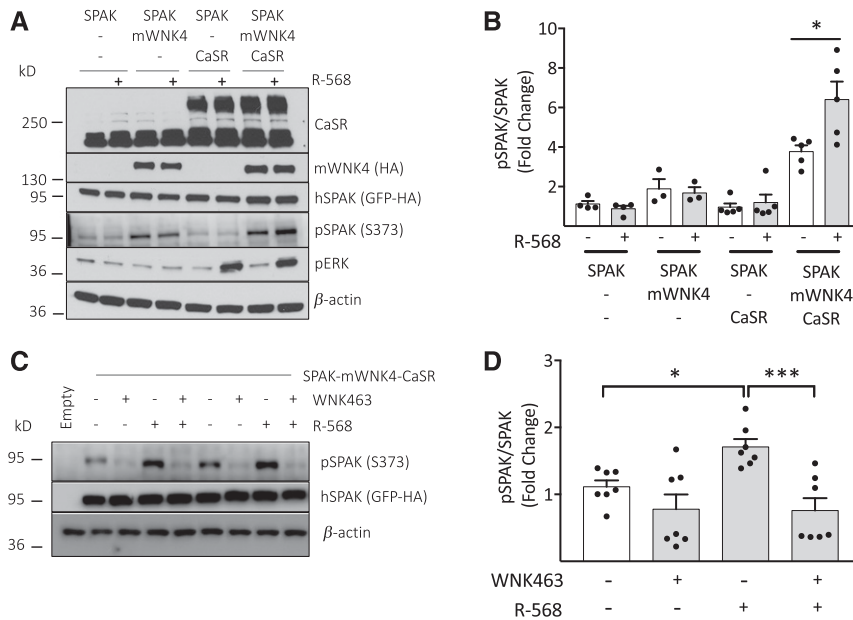 A
SPAK SPAK SPAK SPAK
- mWNK4 - mWNK4
- - CaSR CaSR
kD
+ + + + R-568
250 CaSR
mWNK4 (HA)
130
95 hSPAK (GFP-HA)
95 pSPAK (S373)
36 pERK
36 β-actin
B
pSPAK/SPAK
(Fold Change)
10
8
6
4
2
*
R-568 - + - + - + - +
SPAK SPAK SPAK SPAK
- mWNK4 - mWNK4
- - CaSR CaSR
C
SPAK-mWNK4-CaSR
Empty
- + - + - + - + WNK463
kD - - + + - - + + R-568
95 pSPAK (S373)
95 hSPAK (GFP-HA)
36 β-actin
D
pSPAK/SPAK
(Fold Change)
3
2
1
* ***
WNK463 - + - +
R-568 - - + +